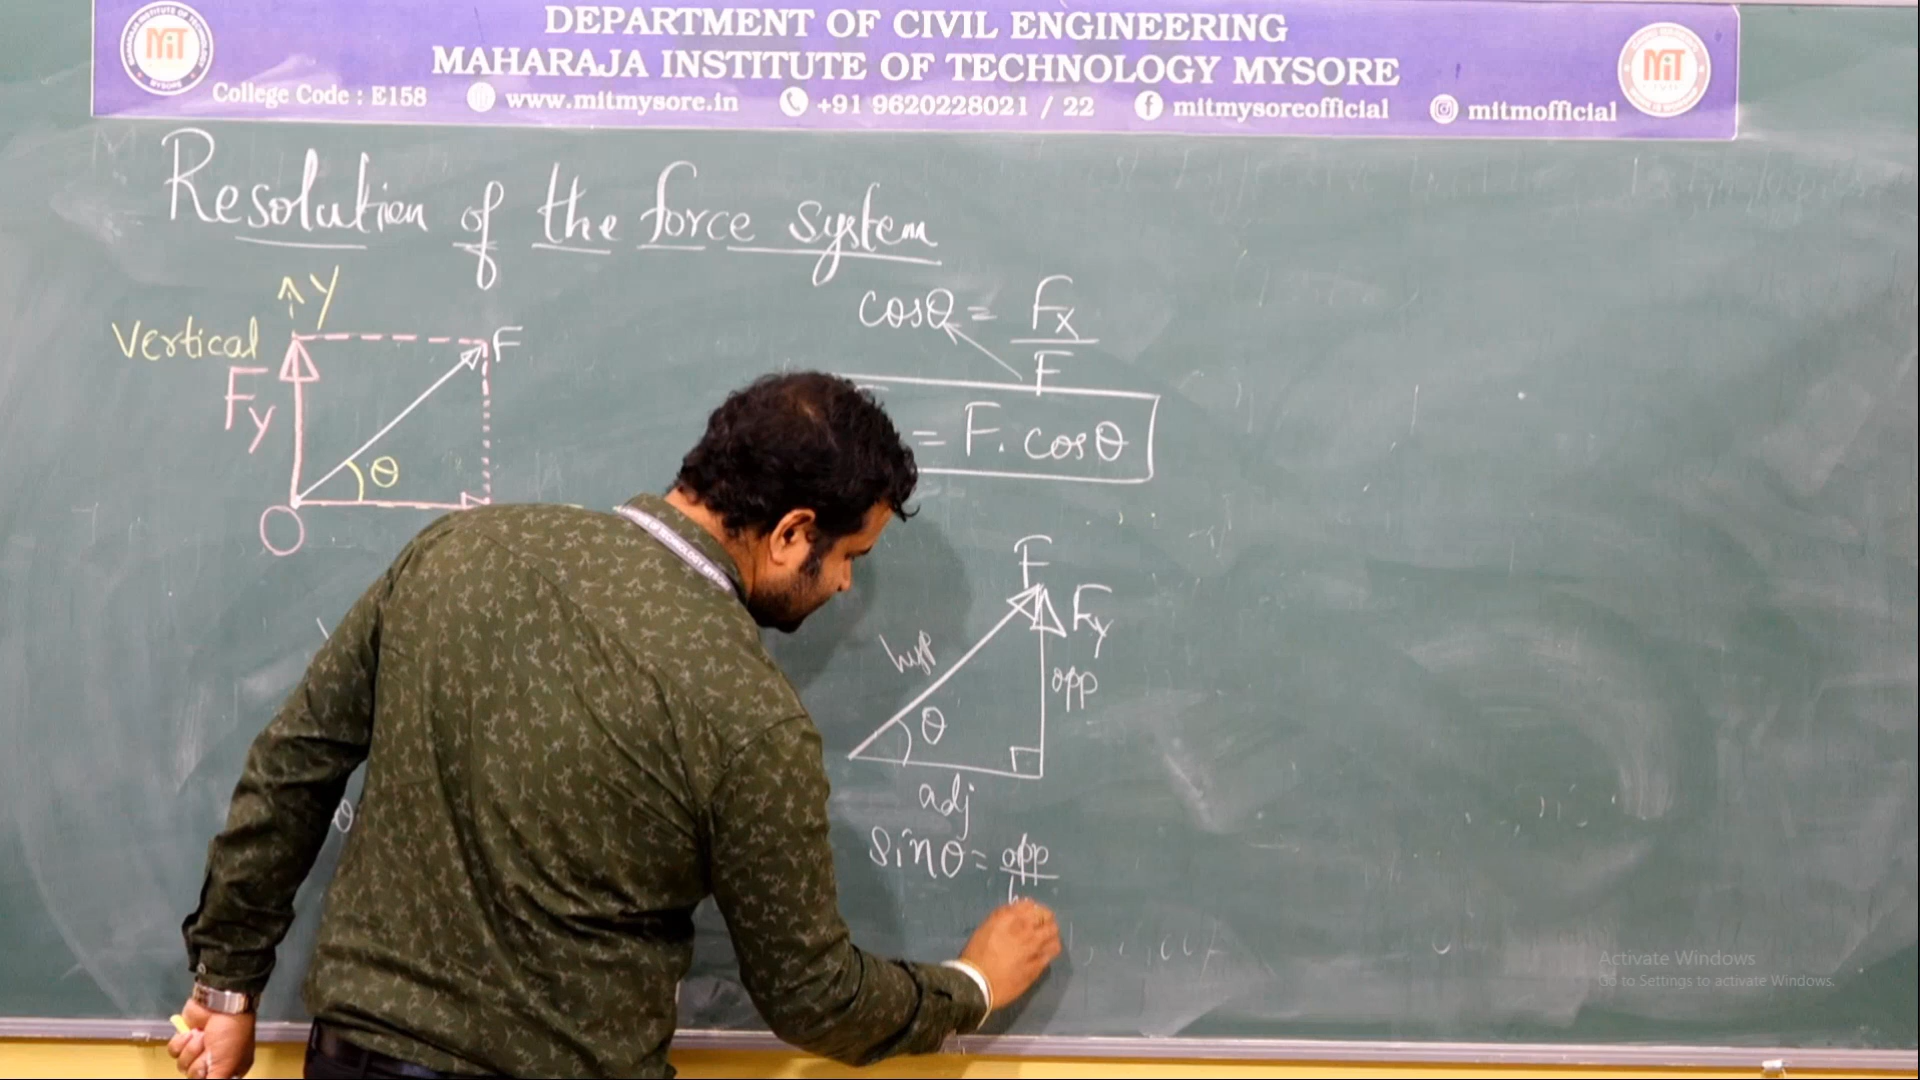 DEPARTMENT OF CIVIL ENGINEERING
MAHARAJA INSTITUTE OF TECHNOLOGY MYSORE
College Code : E158 www.mitmysore.in +91 9620228021 / 22 mitmysoreofficial mitmofficial
MiT
MiT
Resolution of the force system
Y
Vertical
Fy
F
θ
O
cosθ = Fx
F
= F. cosθ
F
Fy
hyp
opp
θ
adj
sinθ = opp
θ
Activate Windows
Go to Settings to activate Windows.